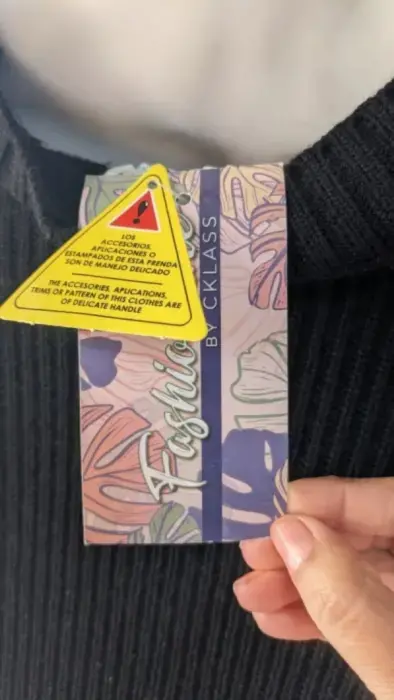 LOS
ACCESORIOS,
APLICACIONES O
ESTAMPADOS DE ESTA PRENDA
SON DE MANEJO DELICADO
THE ACCESORIES, APLICATIONS,
TRIMS OR PATTERN OF THIS CLOTHES ARE
OF DELICATE HANDLE
Fashio
BY CKLASS